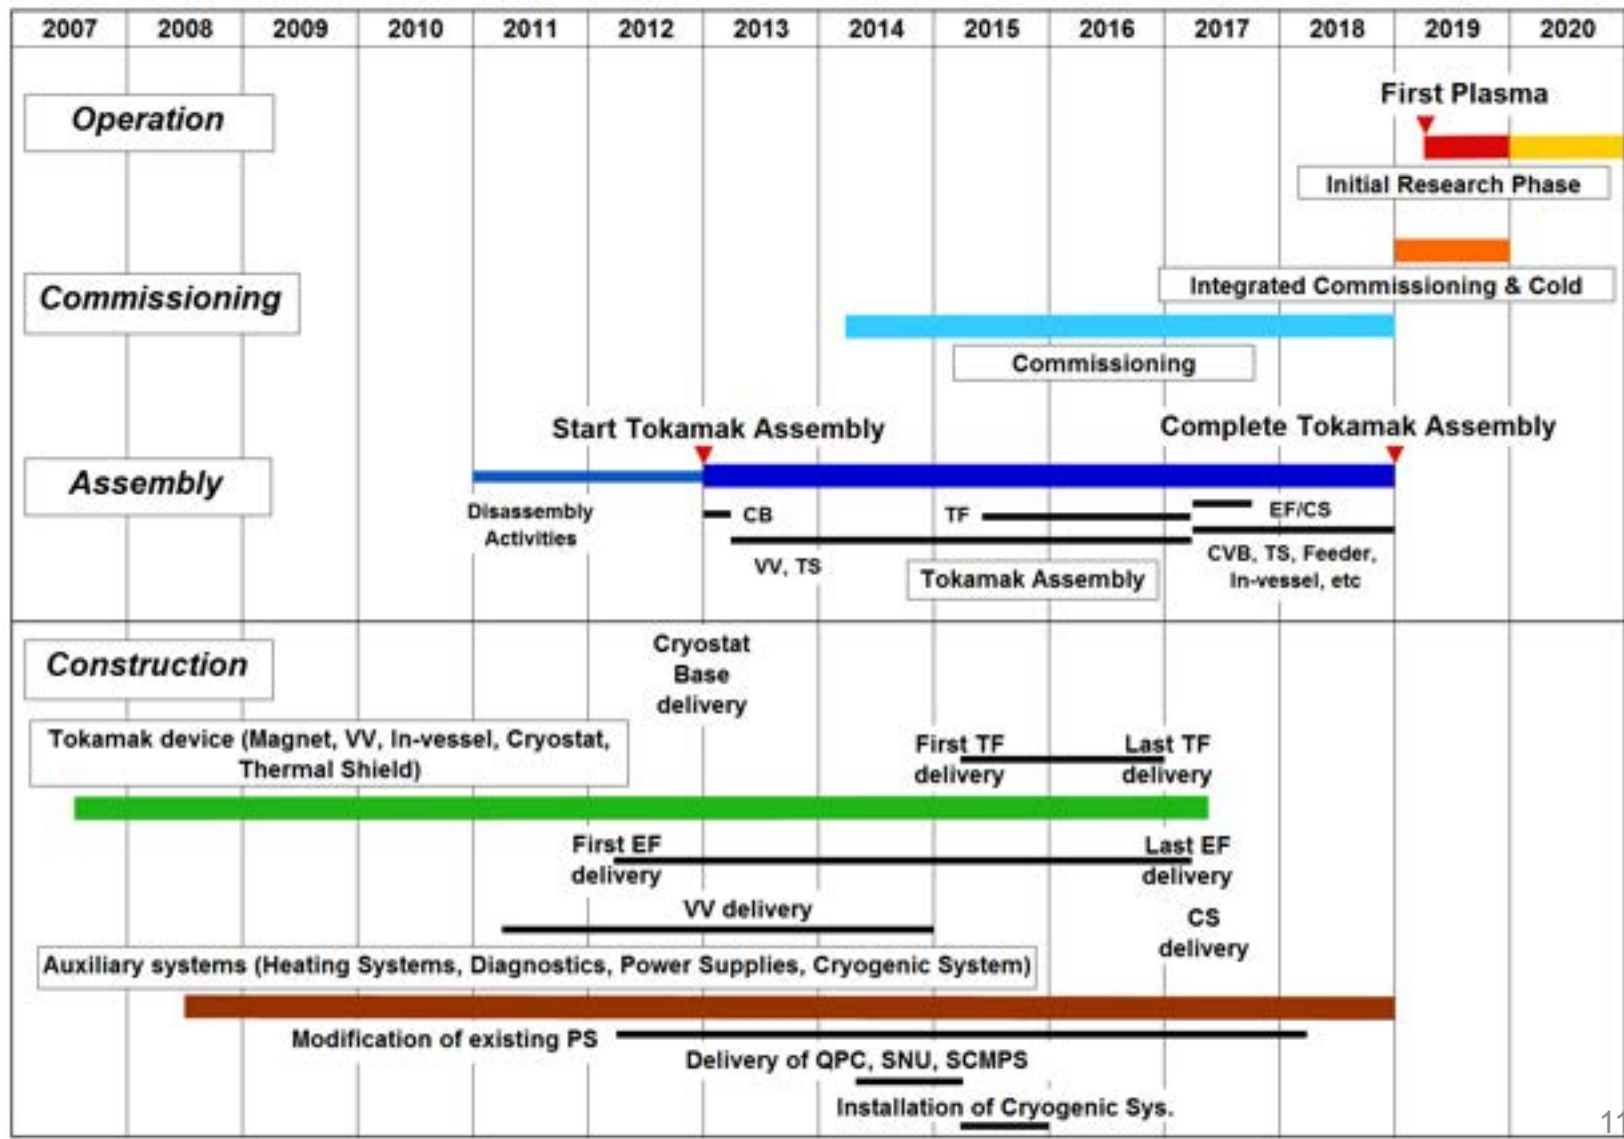 2007 2008 2009 2010 2011 2012 2013 2014 2015 2016 2017 2018 2019 2020
First Plasma
Operation
Initial Research Phase
Commissioning
Integrated Commissioning & Cold
Commissioning
Start Tokamak Assembly
Complete Tokamak Assembly
Assembly
Disassembly
Activities
CB
TF
EF/CS
VV, TS
Tokamak Assembly
CVB, TS, Feeder,
In-vessel, etc
Construction
Cryostat
Base
delivery
Tokamak device (Magnet, VV, In-vessel, Cryostat,
Thermal Shield)
First TF
delivery
Last TF
delivery
First EF
delivery
Last EF
delivery
VV delivery
CS
delivery
Auxiliary systems (Heating Systems, Diagnostics, Power Supplies, Cryogenic System)
Modification of existing PS
Delivery of QPC, SNU, SCMPS
Installation of Cryogenic Sys.
11